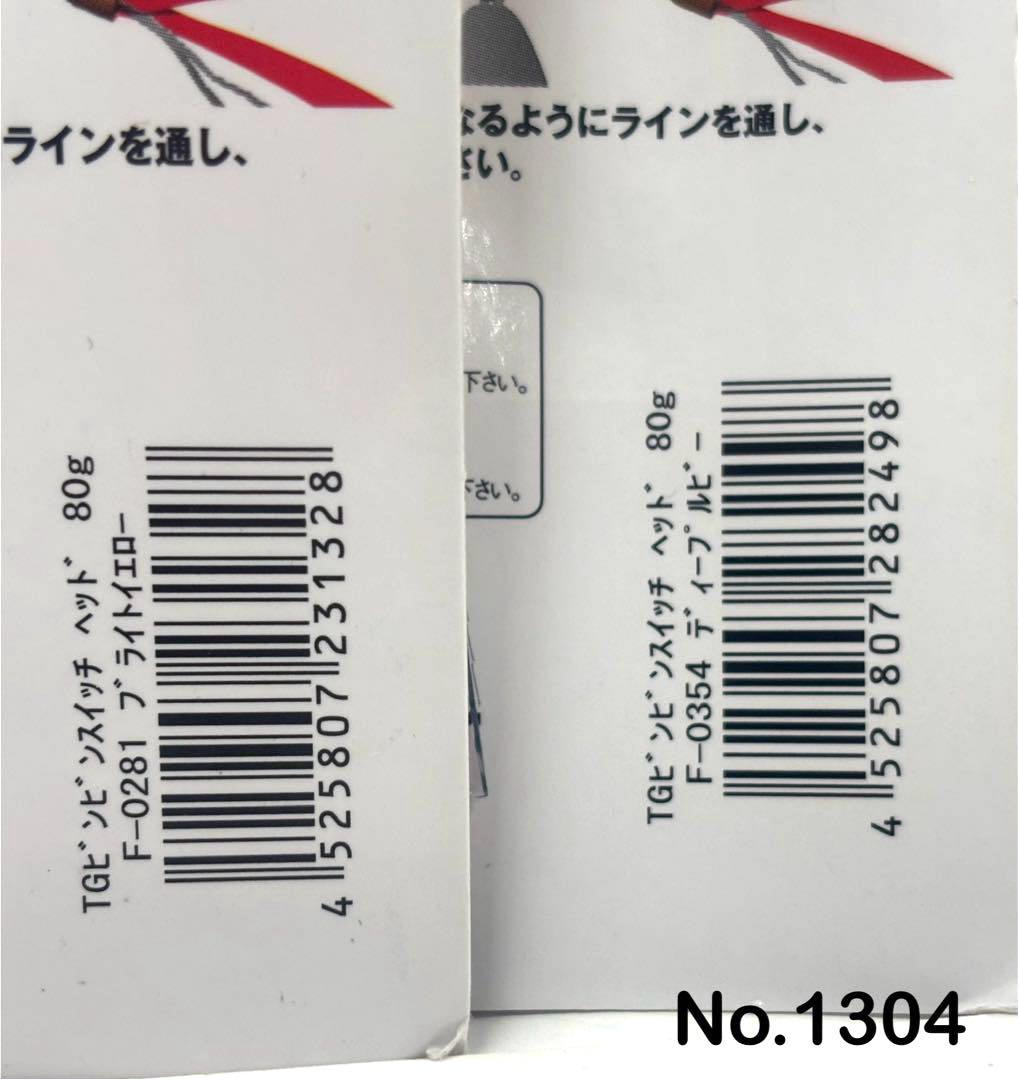 ラインを通し、
なるようにラインを通し、
さい。
下さい。
下さい。
TGビンビンスイッチ ヘッド 80g
F-0281 ブライトイエロー
4 525807 231328
TGビンビンスイッチ ヘッド 80g
F-0354 ディープルビー
4 525807 282498
No.1304